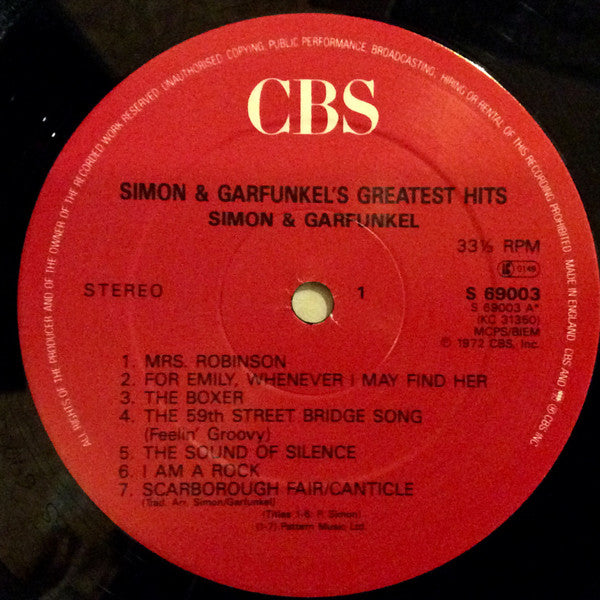 ALL RIGHTS OF THE PRODUCER AND OF THE OWNER OF THE RECORDED WORK RESERVED. UNAUTHORISED COPYING, PUBLIC PERFORMANCE, BROADCASTING, HIRING OR RENTAL OF THIS RECORDING PROHIBITED. MADE IN ENGLAND. CBS AND ℗ CBS INC
CBS
SIMON & GARFUNKEL'S GREATEST HITS
SIMON & GARFUNKEL
33⅓ RPM
0149
STEREO 1 S 69003
S 69003 A*
(KC 31350)
MCPS/BIEM
© 1972 CBS, Inc.
1. MRS. ROBINSON
2. FOR EMILY, WHENEVER I MAY FIND HER
3. THE BOXER
4. THE 59th STREET BRIDGE SONG
(Feelin' Groovy)
5. THE SOUND OF SILENCE
6. I AM A ROCK
7. SCARBOROUGH FAIR/CANTICLE
(Trad. Arr. Simon/Garfunkel)
(Titles 1-6: P. Simon)
(1-7) Pattern Music Ltd.